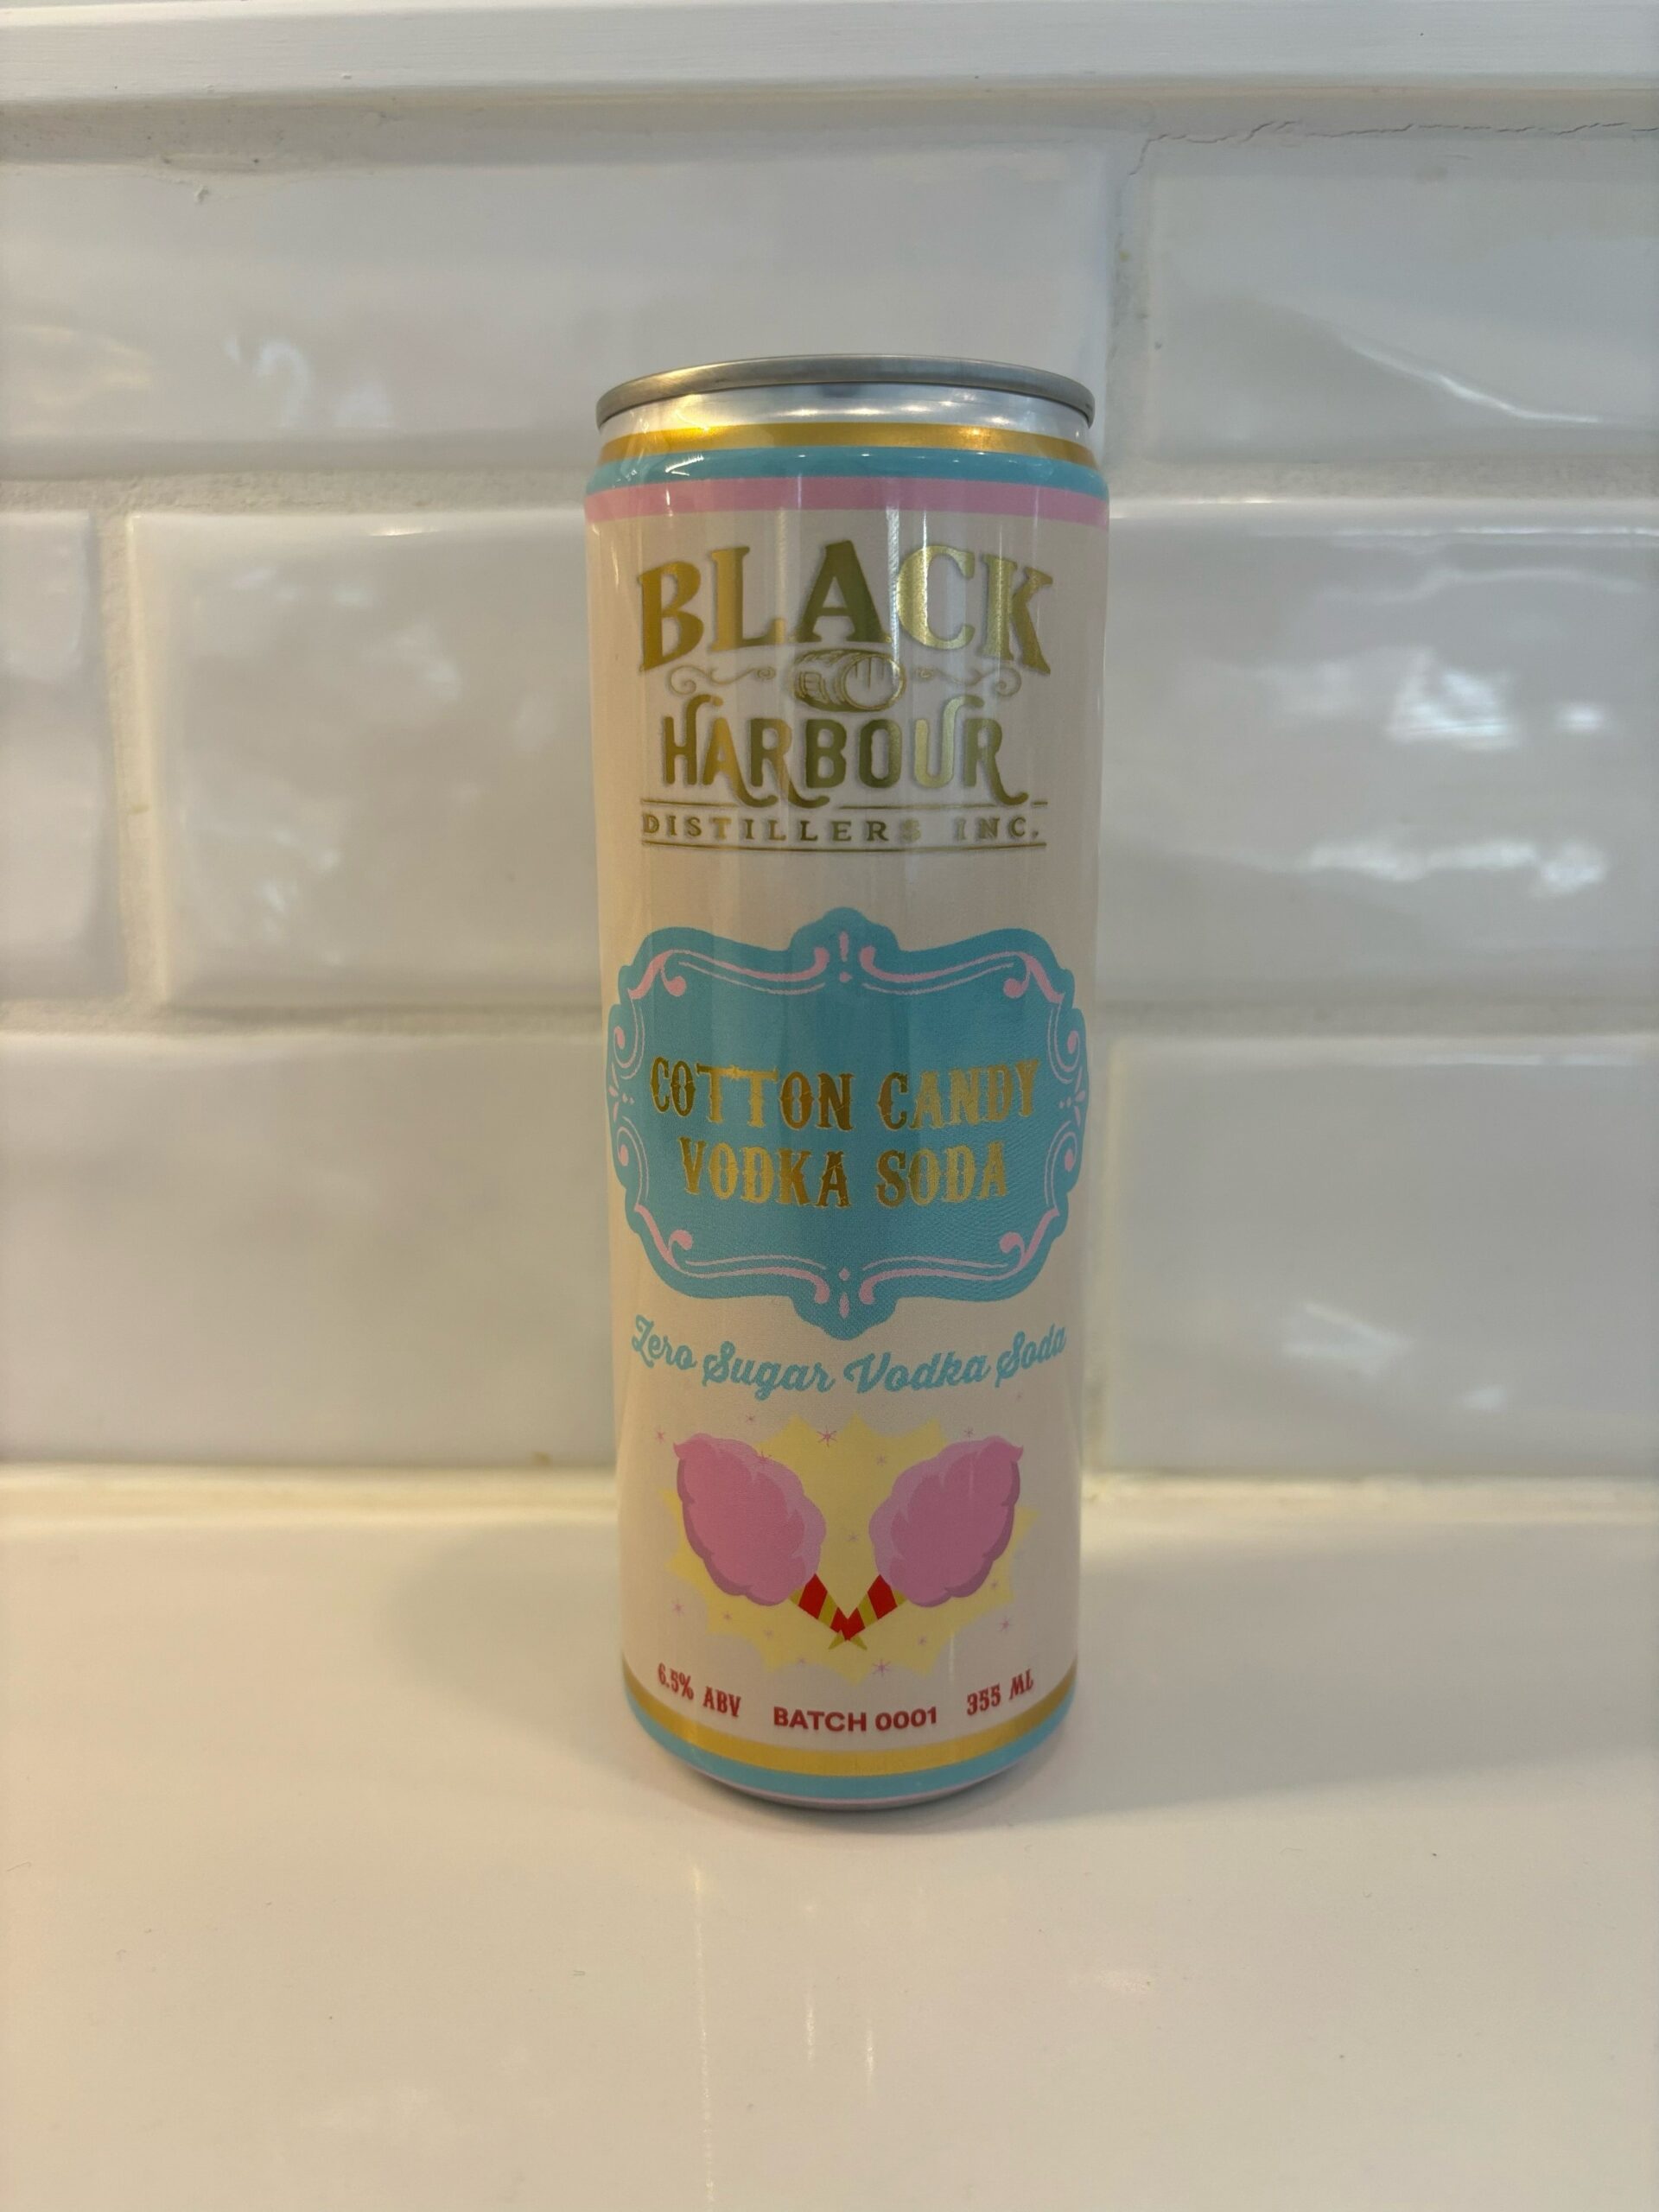 BLACK
HARBOUR
DISTILLERS INC.
COTTON CANDY
VODKA SODA
Zero Sugar Vodka Soda
6.5% ABV BATCH 0001 355 ML